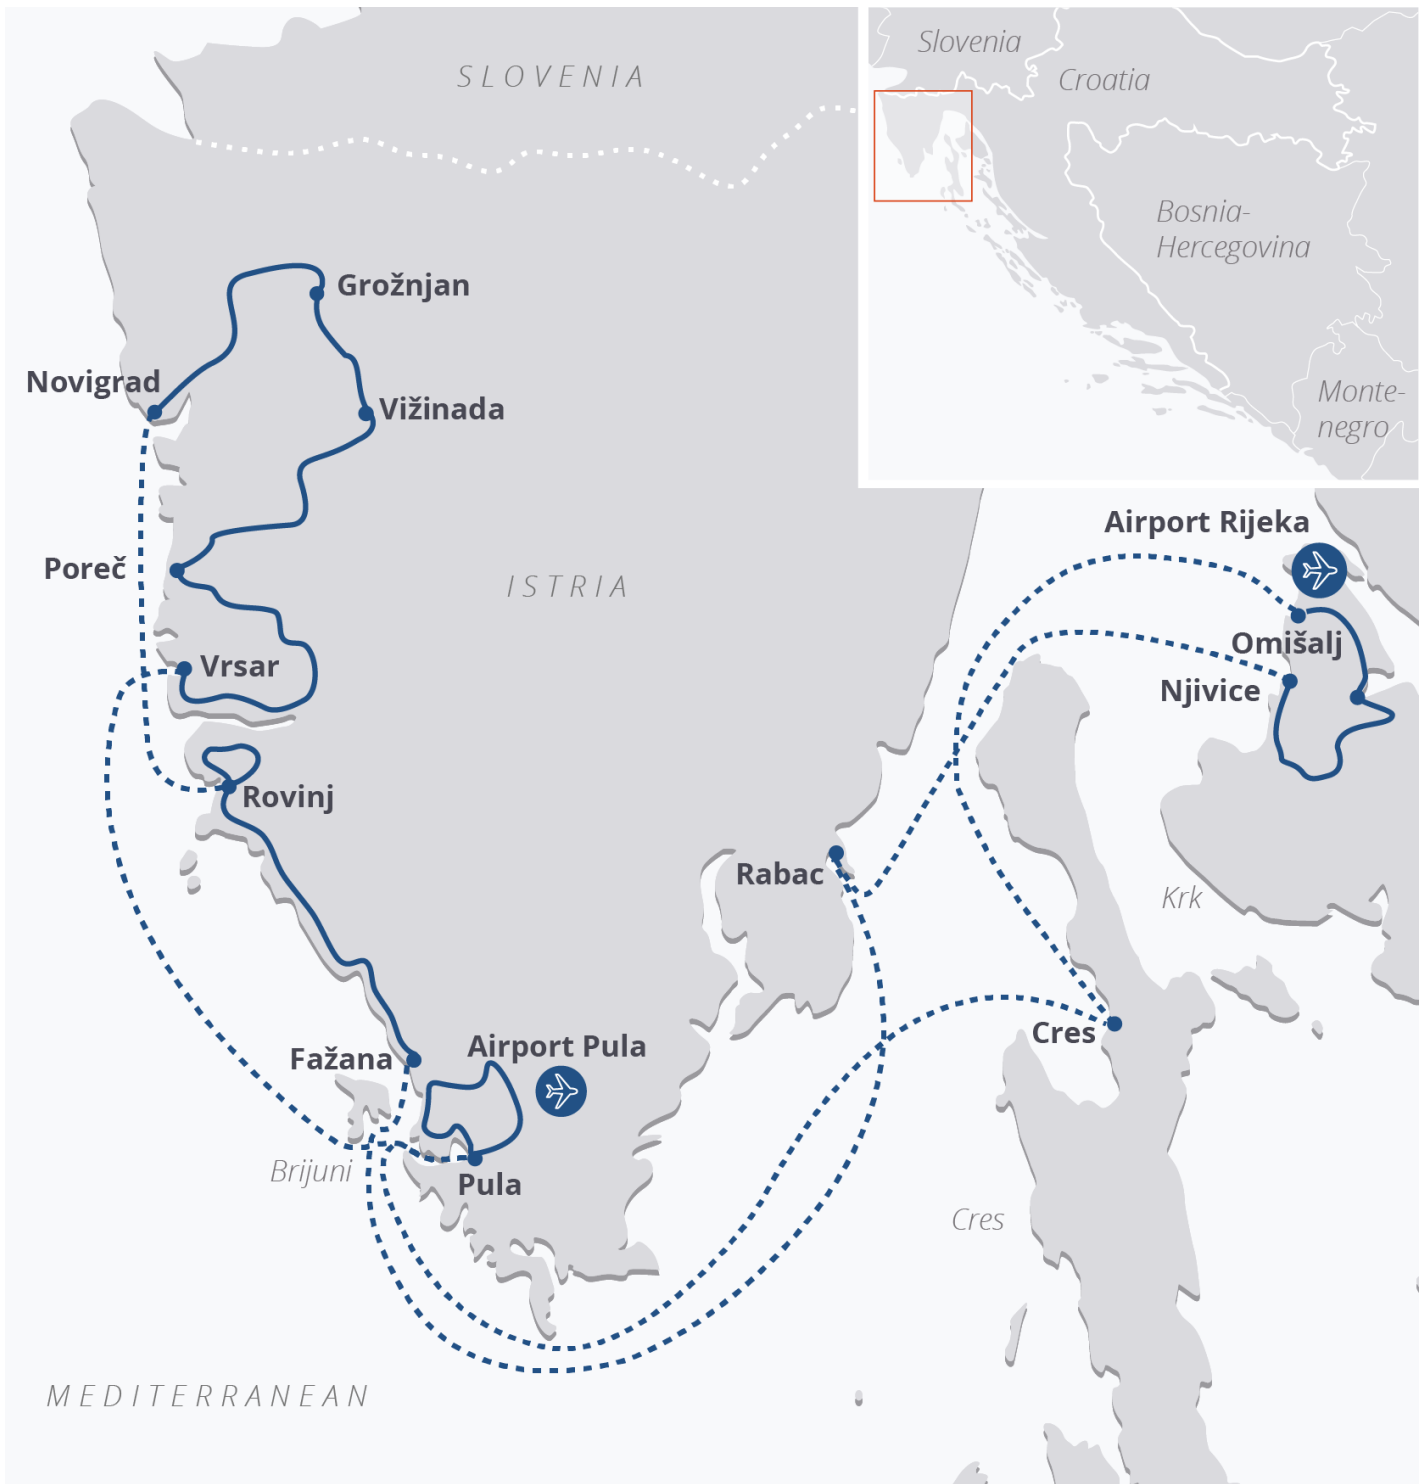 SLOVENIA
Slovenia
Croatia
Bosnia-
Hercegovina
Monte-
negro
Grožnjan
Novigrad
Vižinada
Airport Rijeka
Poreč
ISTRIA
Omišalj
Vrsar
Njivice
Rovinj
Rabac
Krk
Cres
Airport Pula
Fažana
Brijuni
Pula
Cres
MEDITERRANEAN